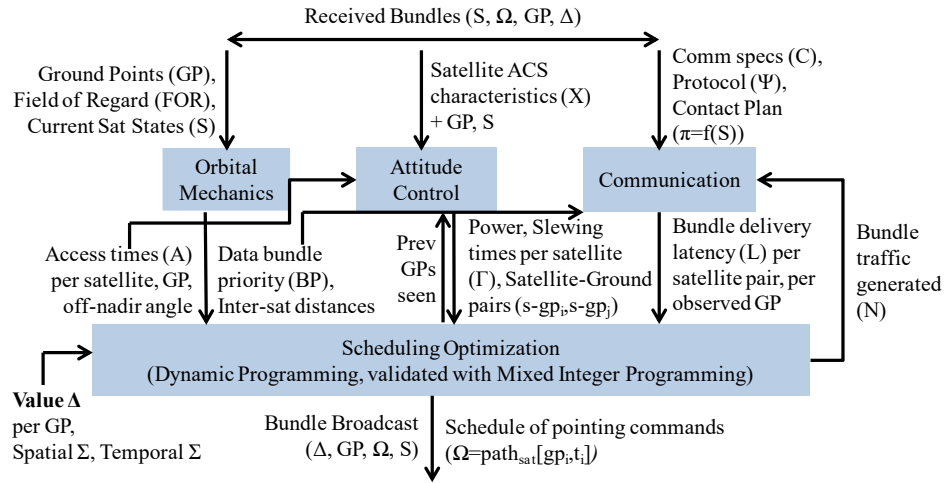 Received Bundles (S, Ω, GP, Δ)
Ground Points (GP),
Field of Regard (FOR),
Current Sat States (S)
Satellite ACS
characteristics (X)
+ GP, S
Comm specs (C),
Protocol (Ψ),
Contact Plan
(π=f(S))
Orbital
Mechanics
Attitude
Control
Communication
Access times (A)
per satellite, GP,
off-nadir angle
Data bundle
priority (BP),
Inter-sat distances
Prev
GPs
seen
Power, Slewing
times per satellite
(Γ), Satellite-Ground
pairs (s-gpᵢ,s-gpⱼ)
Bundle delivery
latency (L) per
satellite pair, per
observed GP
Bundle
traffic
generated
(N)
Scheduling Optimization
(Dynamic Programming, validated with Mixed Integer Programming)
Value Δ
per GP,
Spatial Σ, Temporal Σ
Bundle Broadcast
(Δ, GP, Ω, S)
Schedule of pointing commands
(Ω=path_sat[gpᵢ,tᵢ])